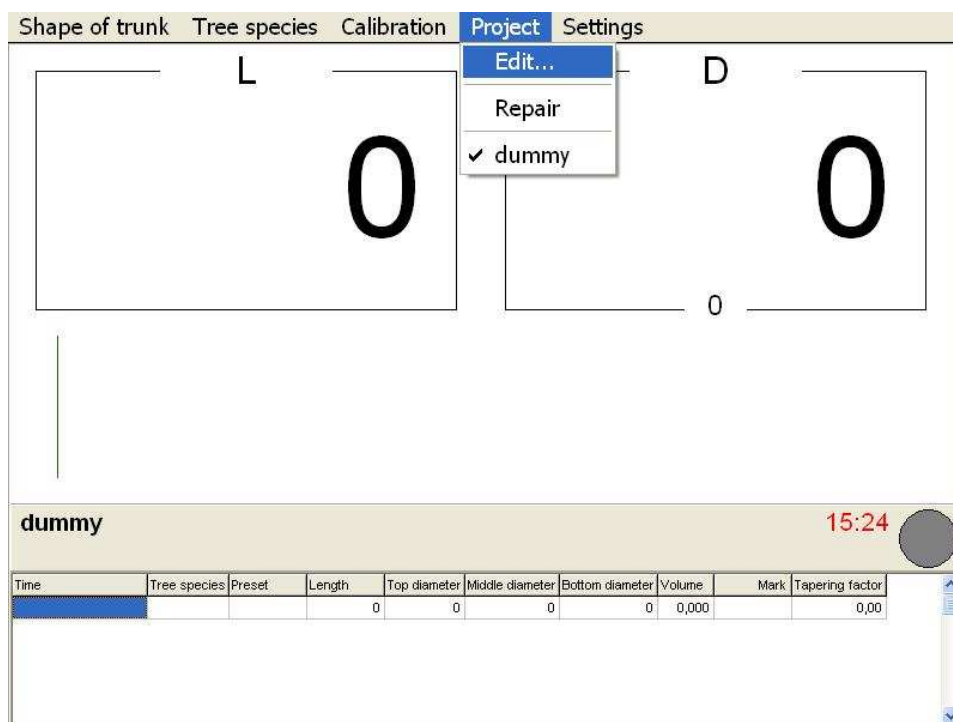 Shape of trunk Tree species Calibration Project Settings
Edit...
Repair
✓ dummy
L D
0 0
0
dummy 15:24
Time Tree species Preset Length Top diameter Middle diameter Bottom diameter Volume Mark Tapering factor
0 0 0 0 0,000 0,00